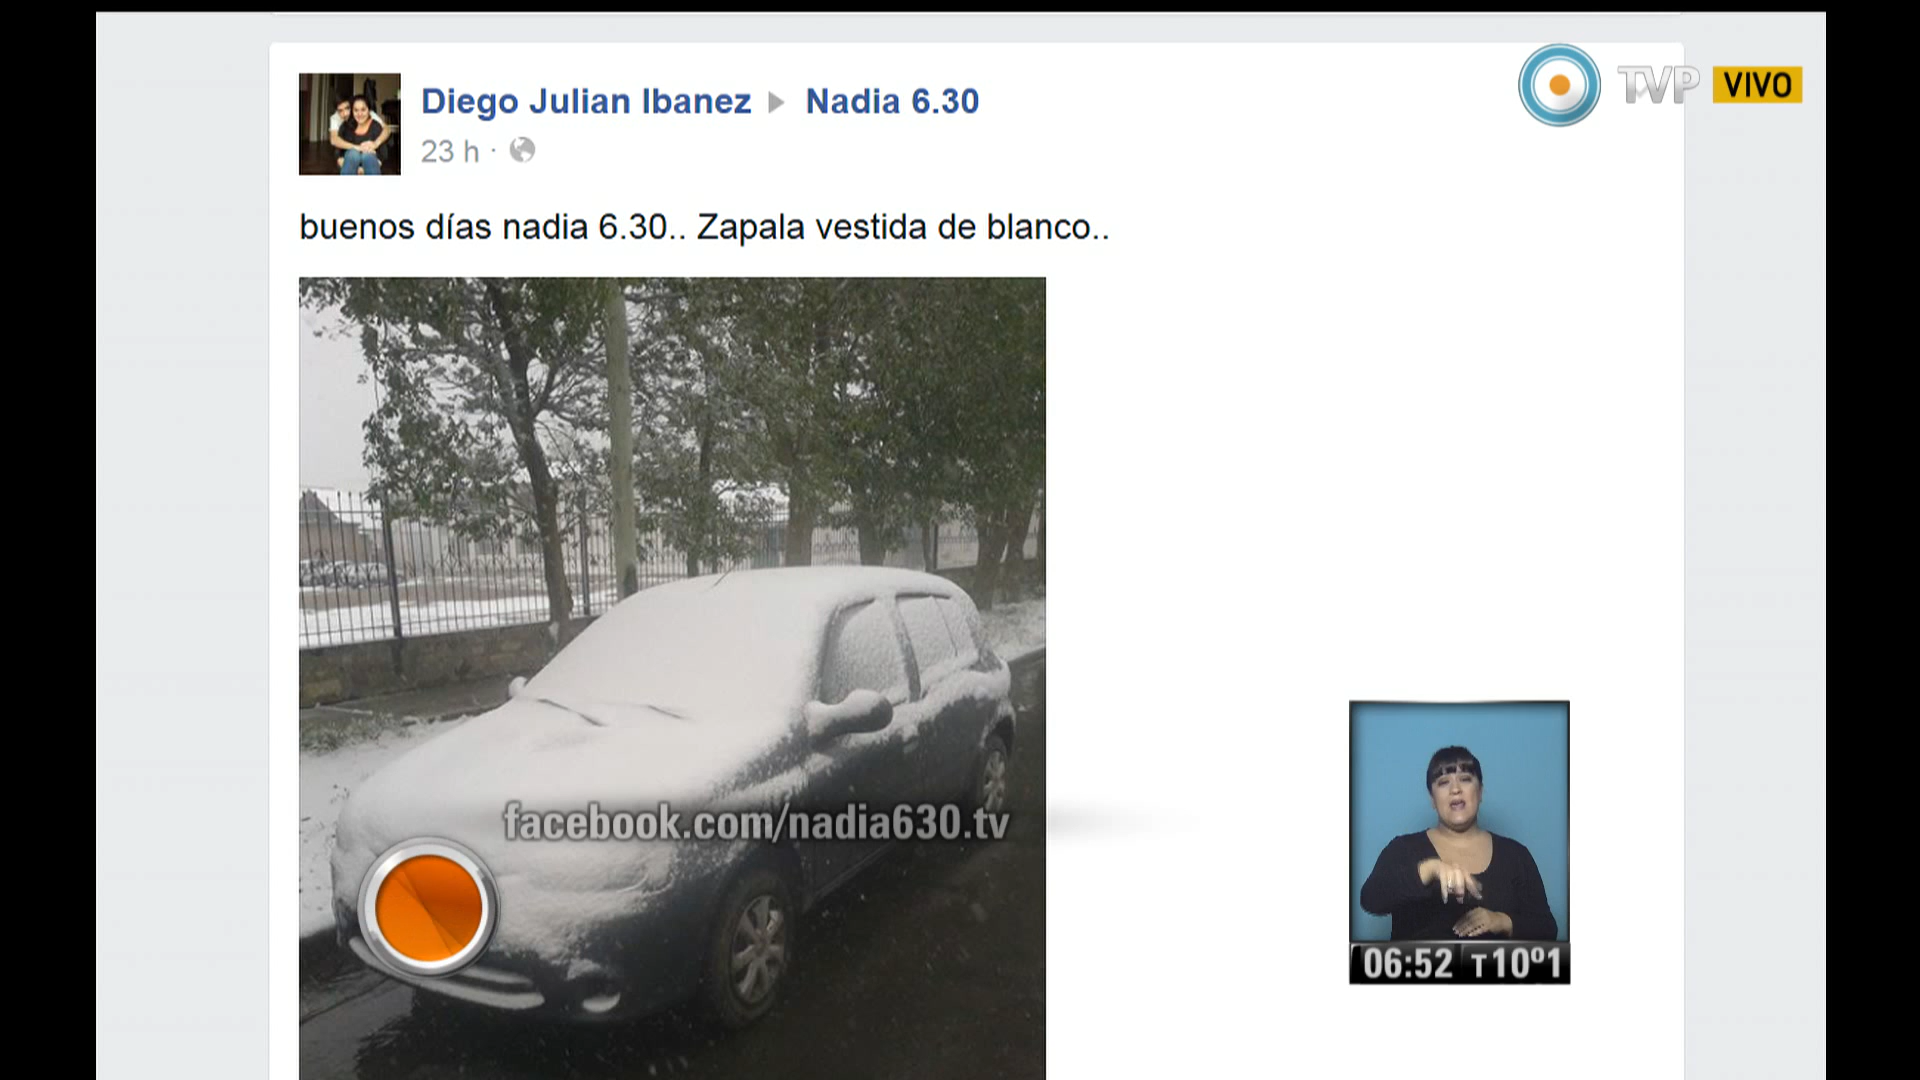 Diego Julian Ibanez Nadia 6.30
23 h ·
TVP VIVO
buenos días nadia 6.30.. Zapala vestida de blanco..
facebook.com/nadia630.tv
06:52 T10º1